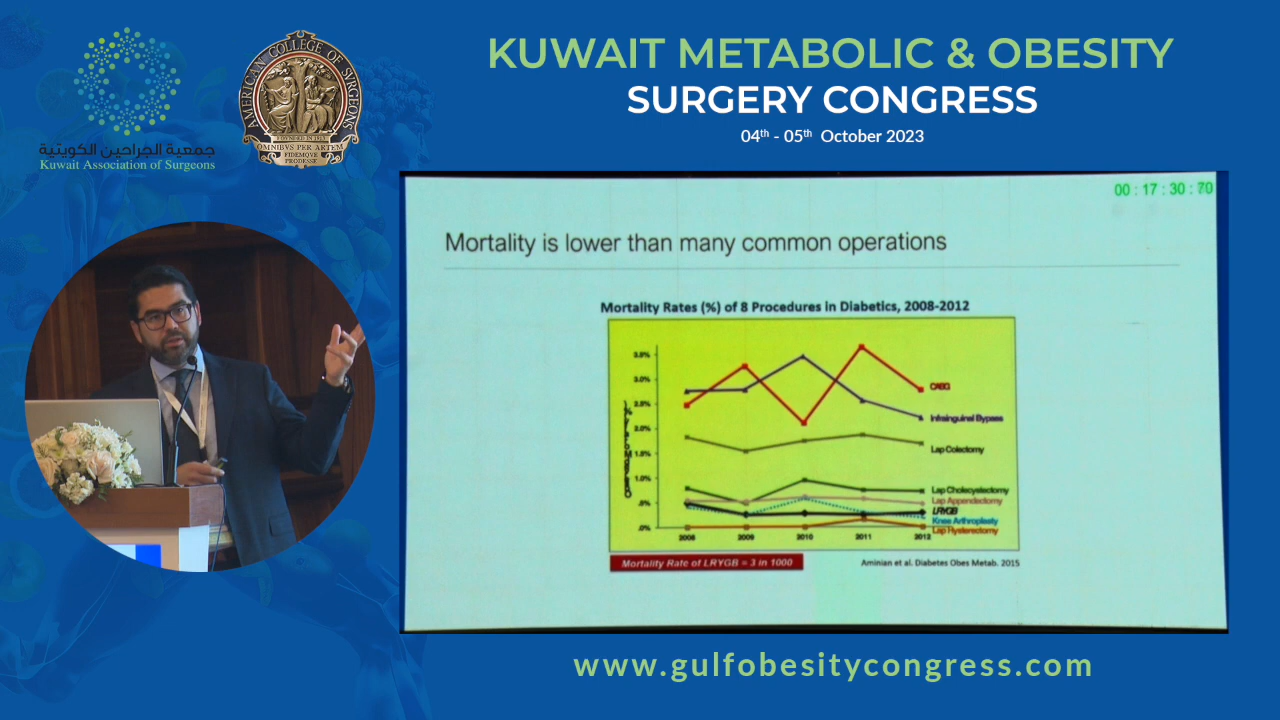 KUWAIT METABOLIC & OBESITY
SURGERY CONGRESS
04th - 05th October 2023
جمعية الجراحين الكويتية
Kuwait Association of Surgeons
AMERICAN COLLEGE OF SURGEONS
FOUNDED IN 1913
OMNIBVS PER ARTEM
FIDEMQVE
PRODESSE
00 : 17 : 30 : 70
Mortality is lower than many common operations
Mortality Rates (%) of 8 Procedures in Diabetics, 2008-2012
3.5%
3.0%
2.5%
2.0%
1.5%
1.0%
.5%
.0%
CABG
Infrainguinal Bypass
Lap Colectomy
Lap Cholecystectomy
Lap Appendectomy
LRYGB
Knee Arthroplasty
Lap Hysterectomy
2008 2009 2010 2011 2012
Mortality Rate of LRYGB = 3 in 1000
Aminian et al. Diabetes Obes Metab. 2015
www.gulfobesitycongress.com